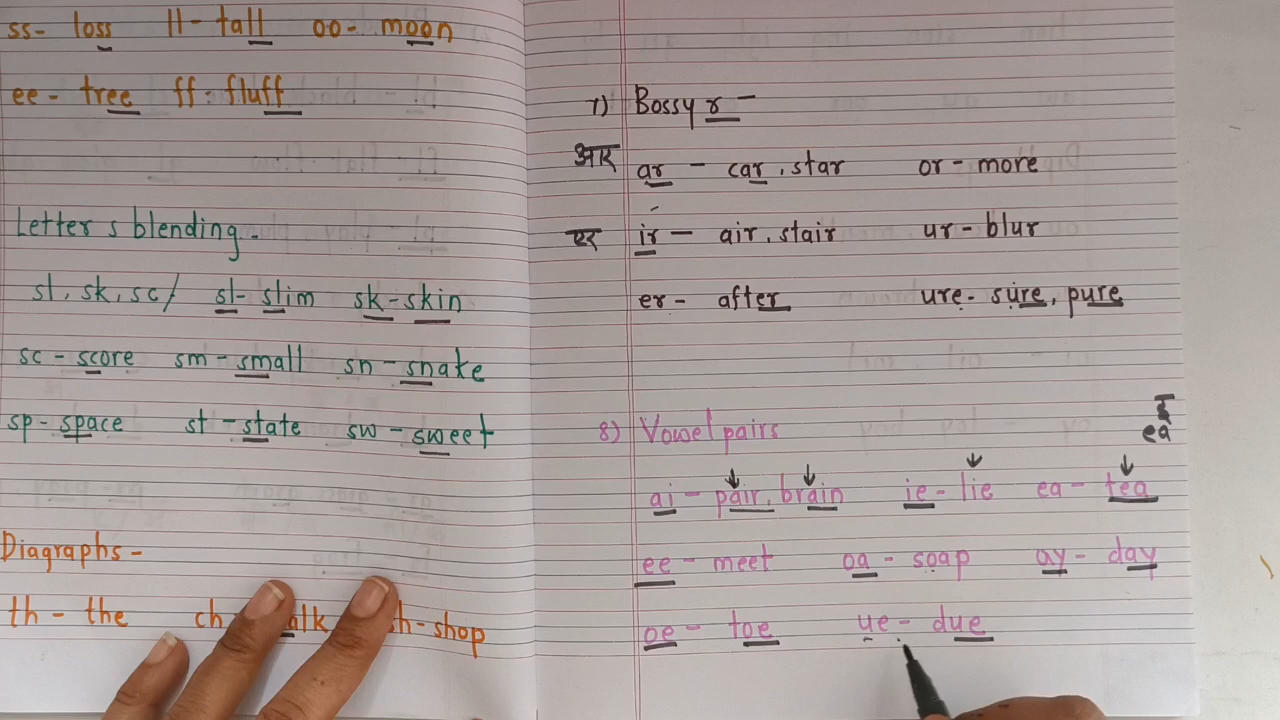 ss- loss ll- tall oo- moon
ee - tree ff - fluff
Letter s blending -
sl, sk, sc/ sl- slim sk-skin
sc - score sm - small sn - snake
sp- space st - state sw - sweet
Diagraphs -
th - the ch alk h-shop
7) Bossy r -
आर ar - car, star or - more
एर ir - air, stair ur - blur
er - after ure - sure, pure
8) Vowel pairs
ea
ai - pair, brain ie - lie ea - tea
ee - meet oa - soap ay - day
oe - toe ue - due